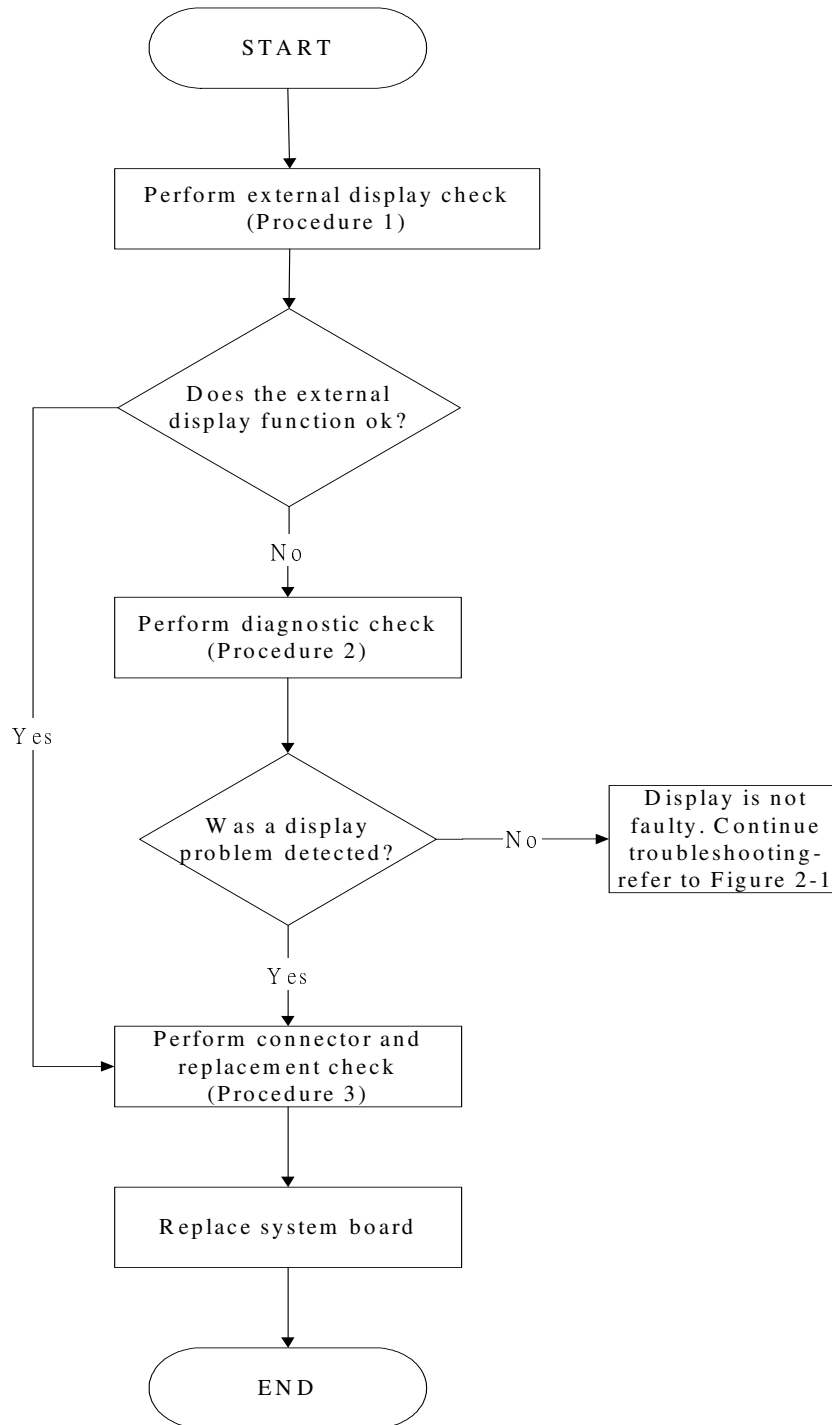 START
Perform external display check
(Procedure 1)
Does the external
display function ok?
No
Perform diagnostic check
(Procedure 2)
Yes
Was a display
problem detected?
No
Display is not
faulty. Continue
troubleshooting-
refer to Figure 2-1
Yes
Perform connector and
replacement check
(Procedure 3)
Replace system board
END